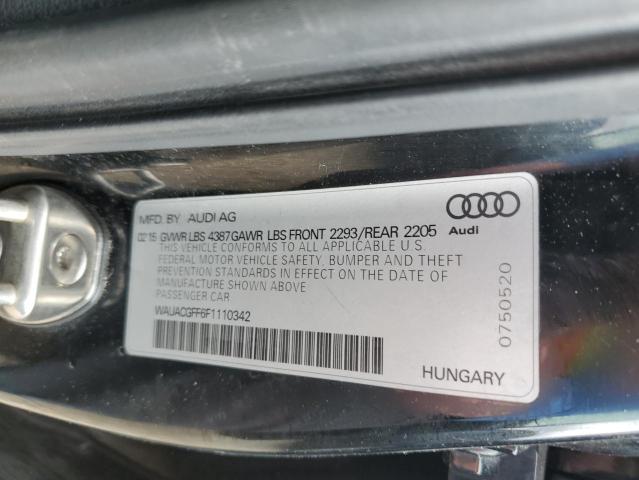 MFD. BY AUDI AG
02 15 GVWR LBS 4387 GAWR LBS FRONT 2293/REAR 2205
THIS VEHICLE CONFORMS TO ALL APPLICABLE U.S.
FEDERAL MOTOR VEHICLE SAFETY, BUMPER AND THEFT
PREVENTION STANDARDS IN EFFECT ON THE DATE OF
MANUFACTURE SHOWN ABOVE
PASSENGER CAR
WAUACGFF6F1110342
Audi
0750520
HUNGARY